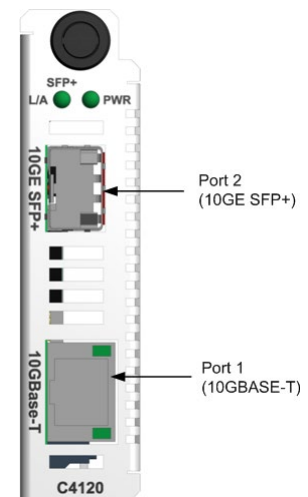 SFP+
L/A PWR
10GE SFP+
Port 2
(10GE SFP+)
10GBase-T
Port 1
(10GBASE-T)
C4120